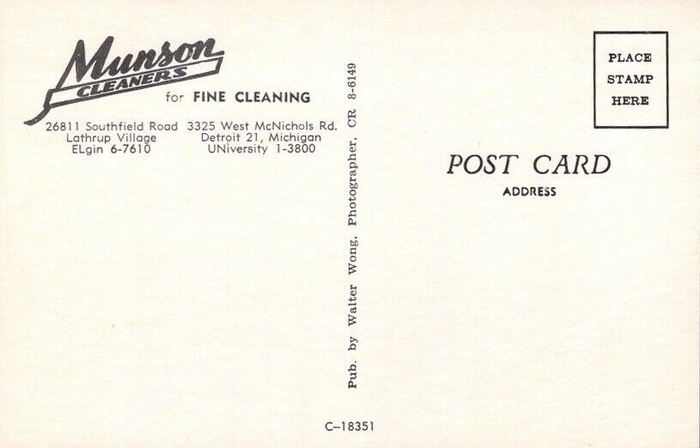 Munson
CLEANERS
for FINE CLEANING
26811 Southfield Road
Lathrup Village
ELgin 6-7610
3325 West McNichols Rd.
Detroit 21, Michigan
UNiversity 1-3800
Pub. by Walter Wong, Photographer, CR 8-6149
PLACE
STAMP
HERE
POST CARD
ADDRESS
C-18351